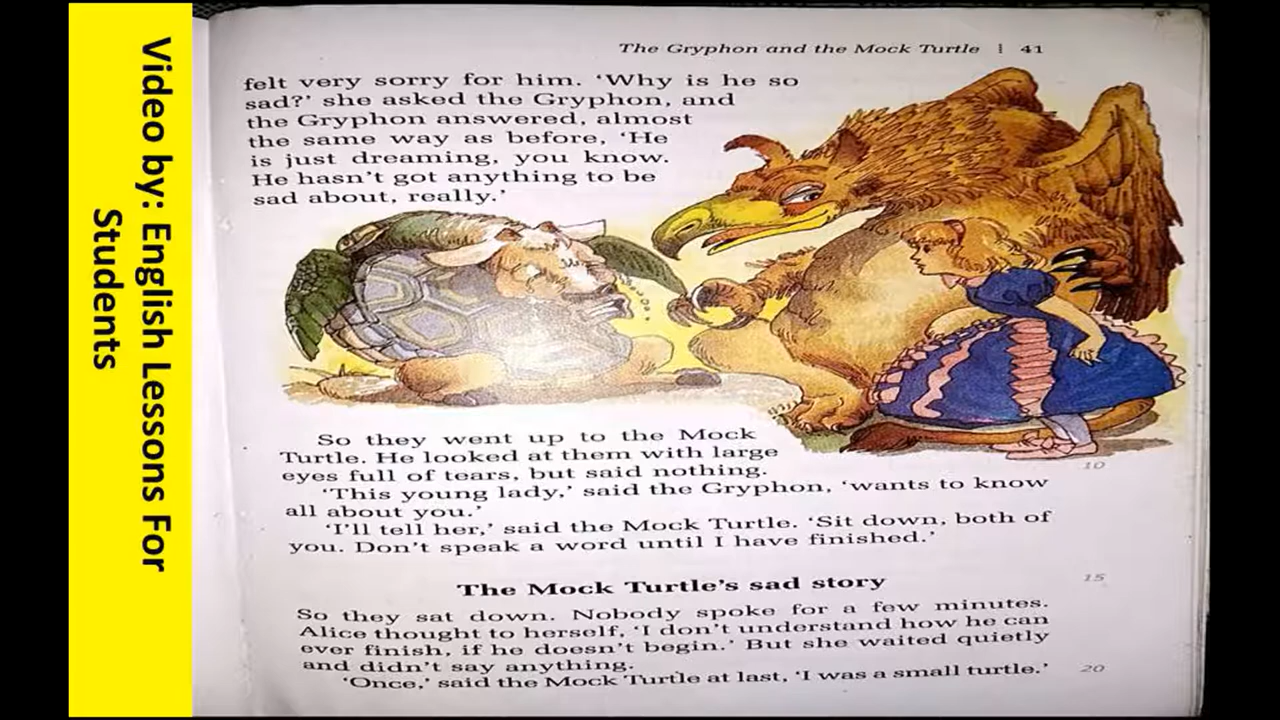 Video by: English Lessons For
Students
The Gryphon and the Mock Turtle | 41
felt very sorry for him. ‘Why is he so
sad?’ she asked the Gryphon, and
the Gryphon answered, almost
the same way as before, ‘He
is just dreaming, you know.
He hasn’t got anything to be
sad about, really.’
So they went up to the Mock
Turtle. He looked at them with large
eyes full of tears, but said nothing.
10
‘This young lady,’ said the Gryphon, ‘wants to know
all about you.’
‘I’ll tell her,’ said the Mock Turtle. ‘Sit down, both of
you. Don’t speak a word until I have finished.’
The Mock Turtle’s sad story
15
So they sat down. Nobody spoke for a few minutes.
Alice thought to herself, ‘I don’t understand how he can
ever finish, if he doesn’t begin.’ But she waited quietly
and didn’t say anything.
‘Once,’ said the Mock Turtle at last, ‘I was a small turtle.’
20